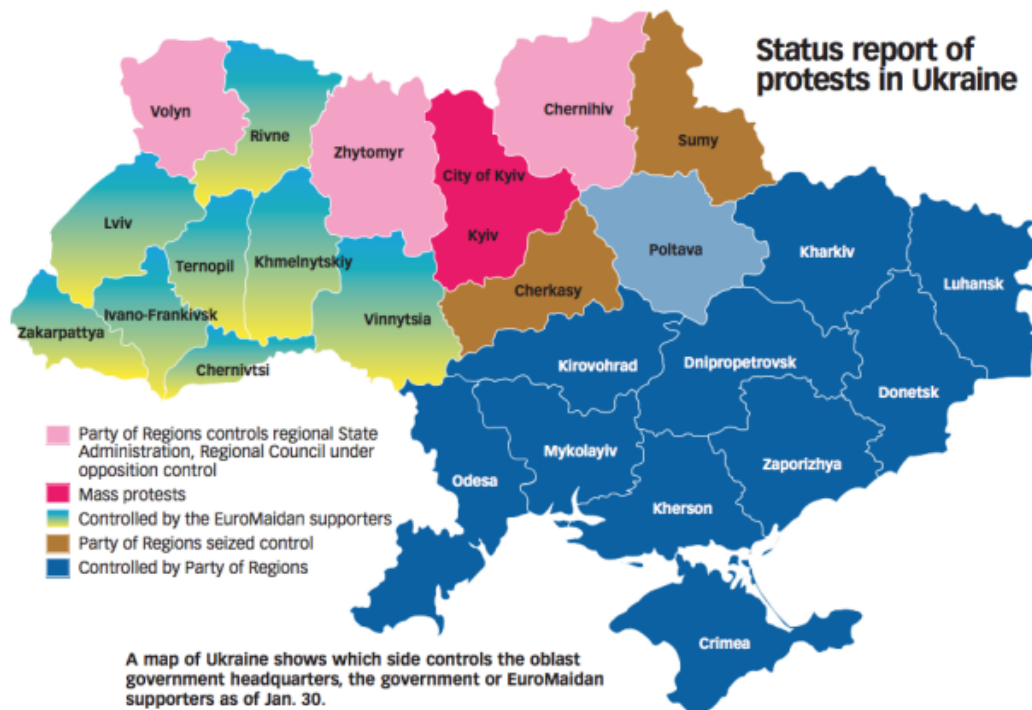 Status report of
protests in Ukraine
Volyn
Rivne
Zhytomyr
Chernihiv
Sumy
City of Kyiv
Kyiv
Lviv
Ternopil
Khmelnytskiy
Poltava
Kharkiv
Luhansk
Cherkasy
Ivano-Frankivsk
Zakarpattya
Vinnytsia
Chernivtsi
Kirovohrad
Dnipropetrovsk
Donetsk
Mykolayiv
Zaporizhya
Odesa
Kherson
Crimea
Party of Regions controls regional State
Administration, Regional Council under
opposition control
Mass protests
Controlled by the EuroMaidan supporters
Party of Regions seized control
Controlled by Party of Regions
A map of Ukraine shows which side controls the oblast
government headquarters, the government or EuroMaidan
supporters as of Jan. 30.